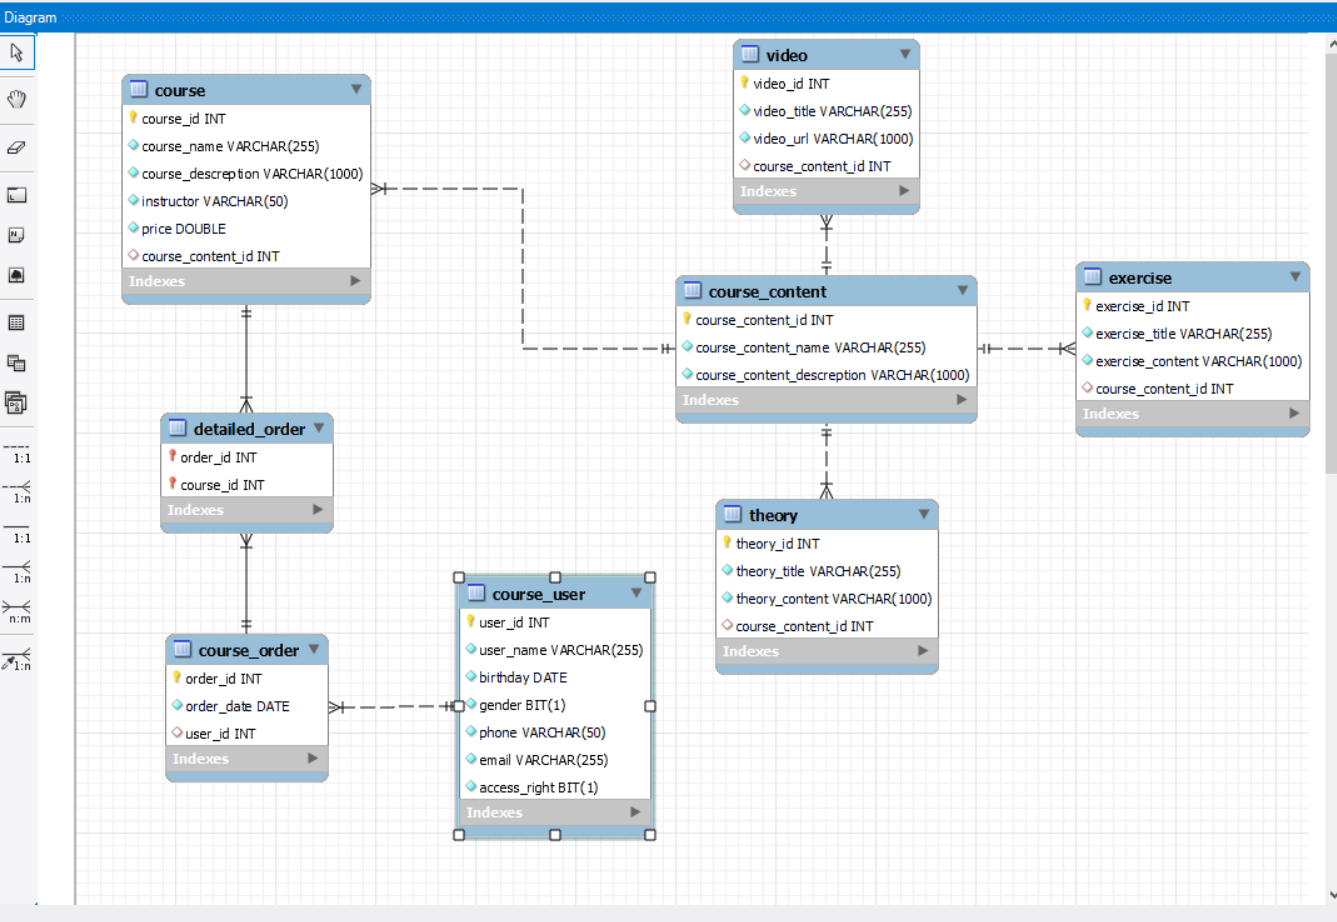 Diagram
course
course_id INT
course_name VARCHAR(255)
course_descreption VARCHAR(1000)
instructor VARCHAR(50)
price DOUBLE
course_content_id INT
Indexes
video
video_id INT
video_title VARCHAR(255)
video_url VARCHAR(1000)
course_content_id INT
Indexes
course_content
course_content_id INT
course_content_name VARCHAR(255)
course_content_descreption VARCHAR(1000)
Indexes
exercise
exercise_id INT
exercise_title VARCHAR(255)
exercise_content VARCHAR(1000)
course_content_id INT
Indexes
detailed_order
order_id INT
course_id INT
Indexes
theory
theory_id INT
theory_title VARCHAR(255)
theory_content VARCHAR(1000)
course_content_id INT
Indexes
course_order
order_id INT
order_date DATE
user_id INT
Indexes
course_user
user_id INT
user_name VARCHAR(255)
birthday DATE
gender BIT(1)
phone VARCHAR(50)
email VARCHAR(255)
access_right BIT(1)
Indexes
1:1
1:n
1:1
1:n
n:m
1:n